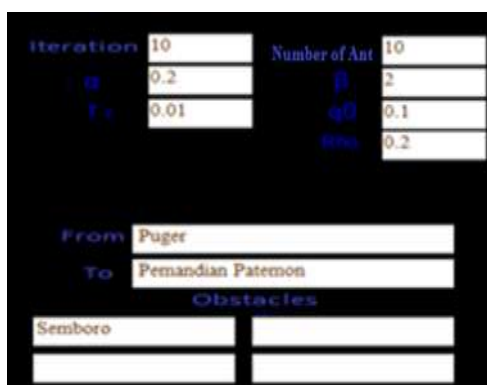 Iteration 10 Number of Ant 10
α 0.2 β 2
0.01 q0 0.1
0.2
From Puger
To Pemandian Patemon
Obstacles
Semboro